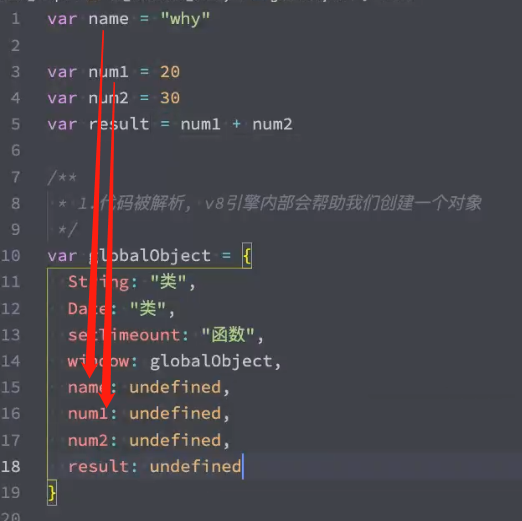 1 var name = "why"
2
3 var num1 = 20
4 var num2 = 30
5 var result = num1 + num2
6
7 /**
8 * 1.代码被解析, v8引擎内部会帮助我们创建一个对象
9 */
10 var globalObject = {
11 String: "类",
12 Date: "类",
13 setTimeount: "函数",
14 window: globalObject,
15 name: undefined,
16 num1: undefined,
17 num2: undefined,
18 result: undefined
19 }
20